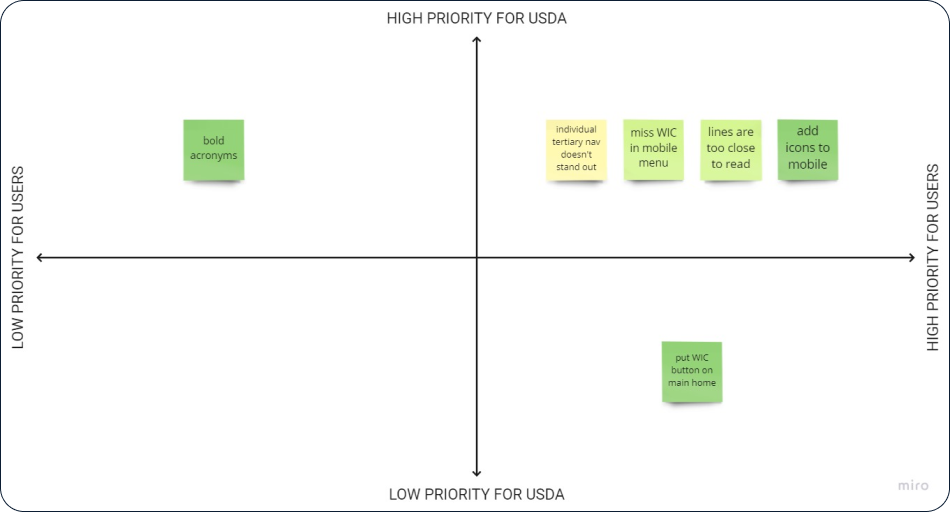 HIGH PRIORITY FOR USDA
bold
acronyms
individual
tertiary nav
doesn't
stand out
miss WIC
in mobile
menu
lines are
too close
to read
add
icons to
mobile
LOW PRIORITY FOR USERS
HIGH PRIORITY FOR USERS
put WIC
button on
main home
LOW PRIORITY FOR USDA
miro